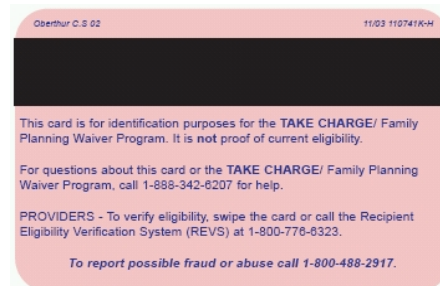 Oberthur C.S 02 11/03 110741K-H
This card is for identification purposes for the TAKE CHARGE/ Family
Planning Waiver Program. It is not proof of current eligibility.
For questions about this card or the TAKE CHARGE/ Family Planning
Waiver Program, call 1-888-342-6207 for help.
PROVIDERS - To verify eligibility, swipe the card or call the Recipient
Eligibility Verification System (REVS) at 1-800-776-6323.
To report possible fraud or abuse call 1-800-488-2917.